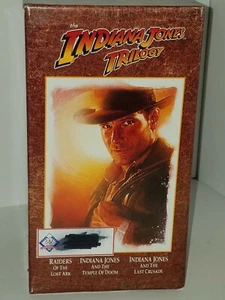 the
INDIANA JONES
TRILOGY
RAIDERS
OF THE
LOST ARK
INDIANA JONES
AND THE
TEMPLE OF DOOM
INDIANA JONES
AND THE
LAST CRUSADE